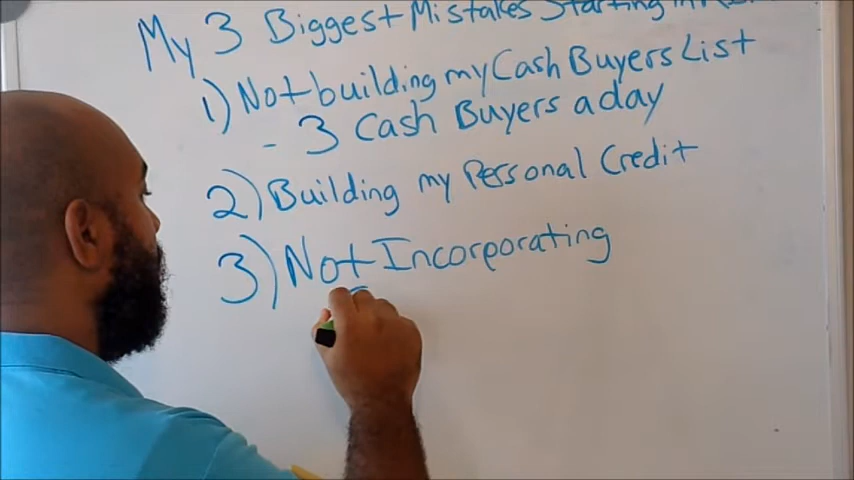 My 3 Biggest Mistakes Starting in
1) Not building my Cash Buyers List
- 3 Cash Buyers a day
2) Building my Personal Credit
3) Not Incorporating